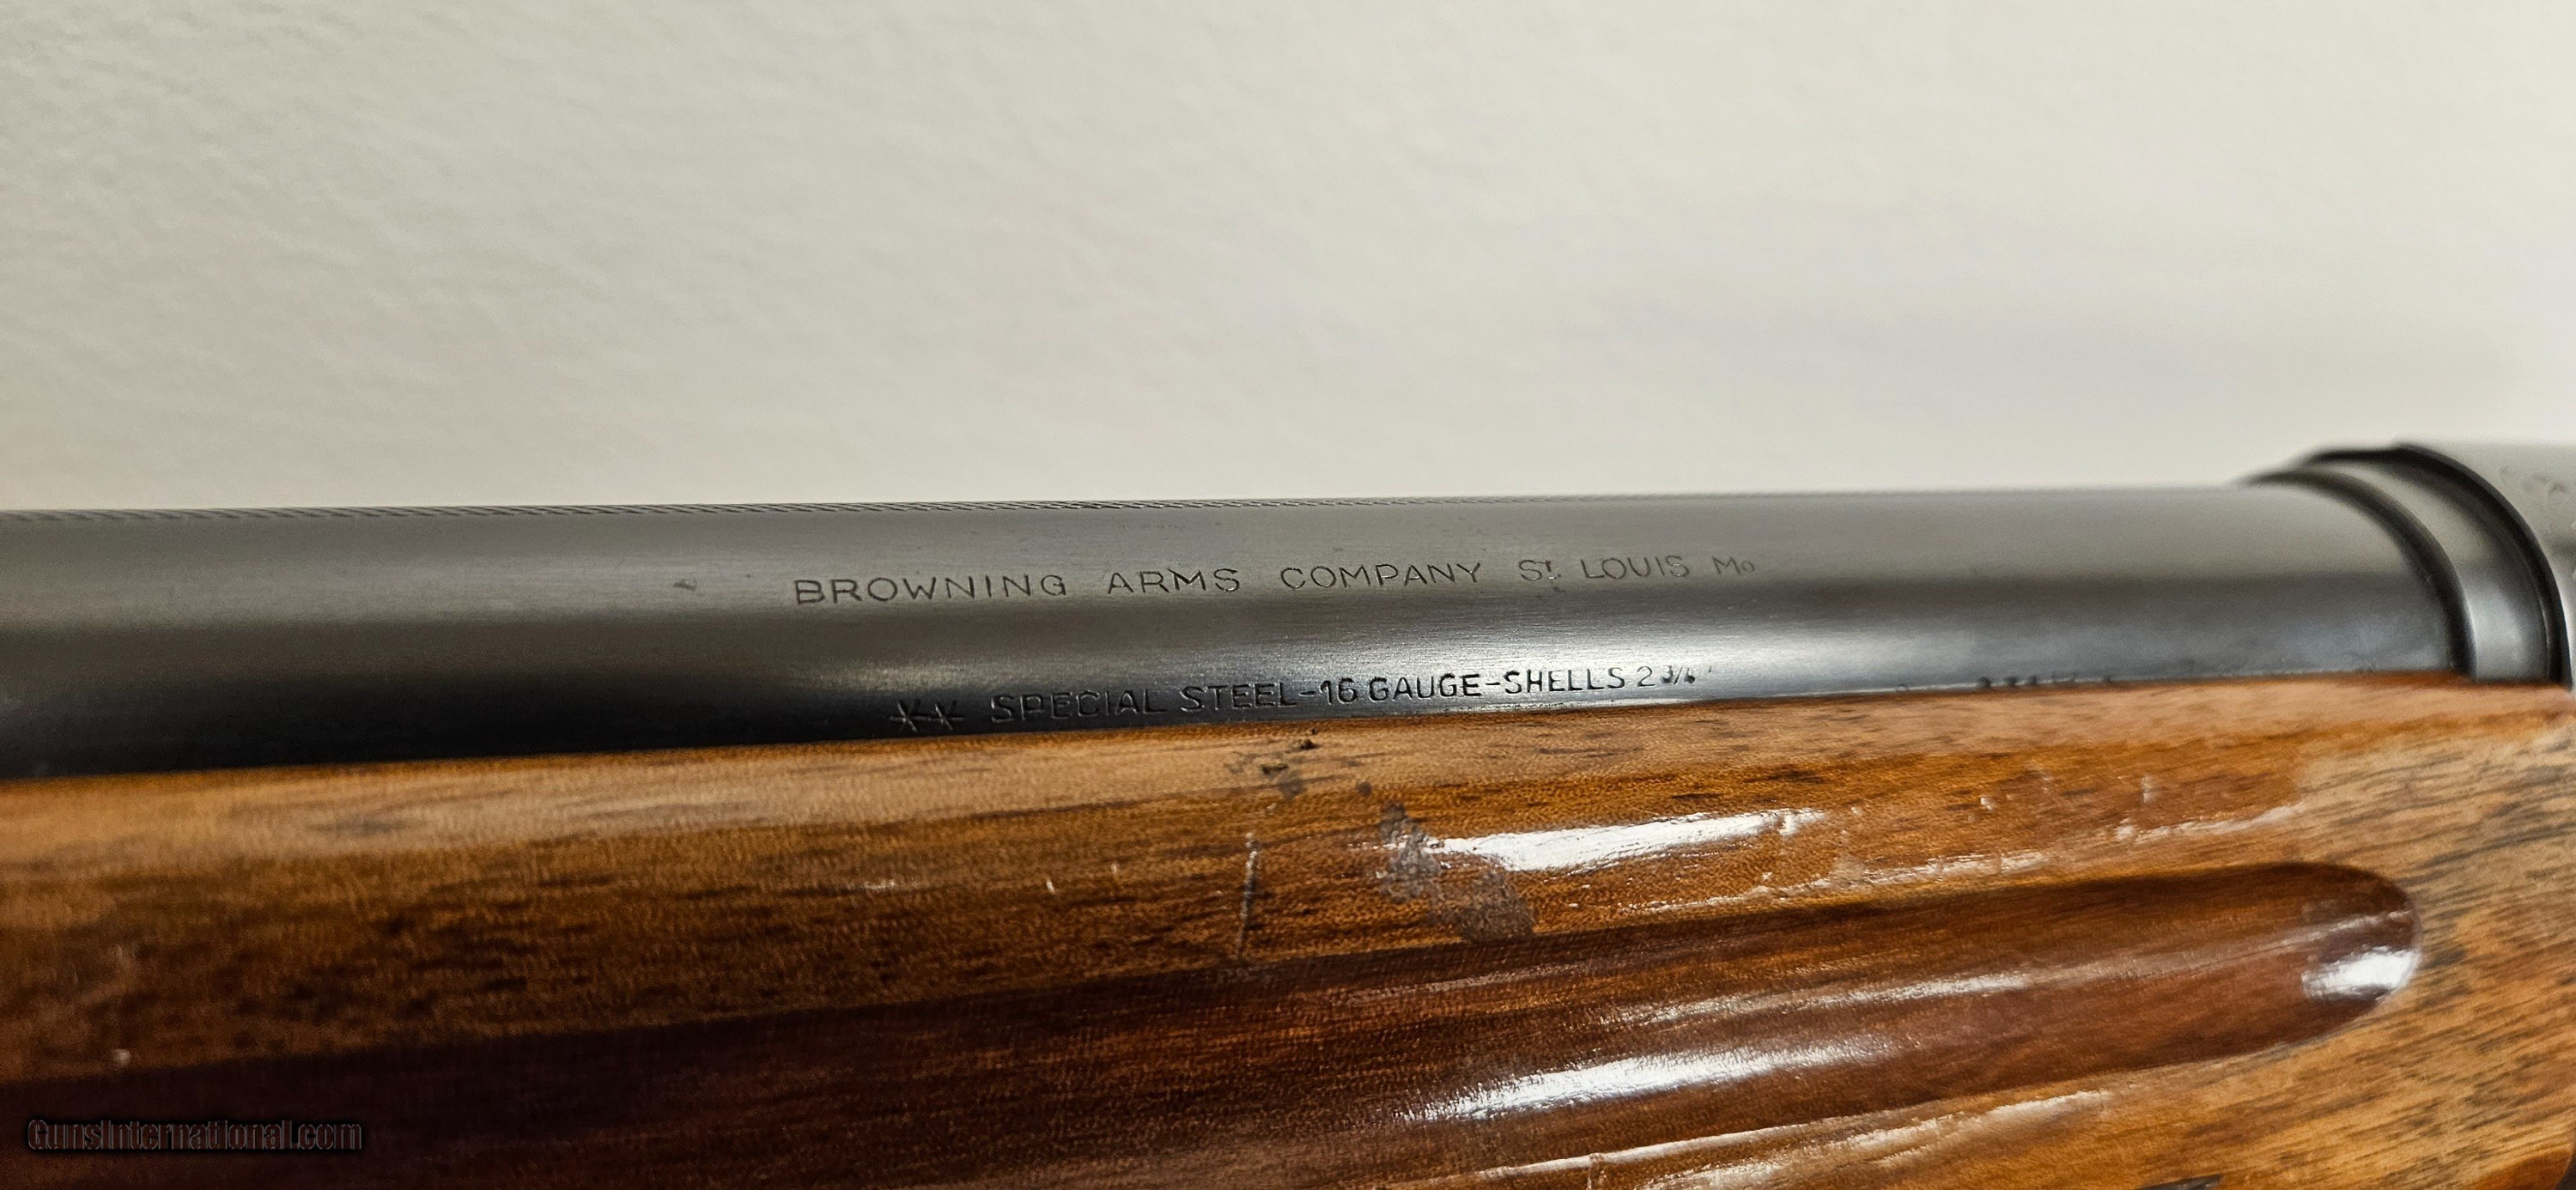 BROWNING ARMS COMPANY ST. LOUIS Mo
** SPECIAL STEEL-16 GAUGE-SHELLS 2 3/4"
GunsInternational.com